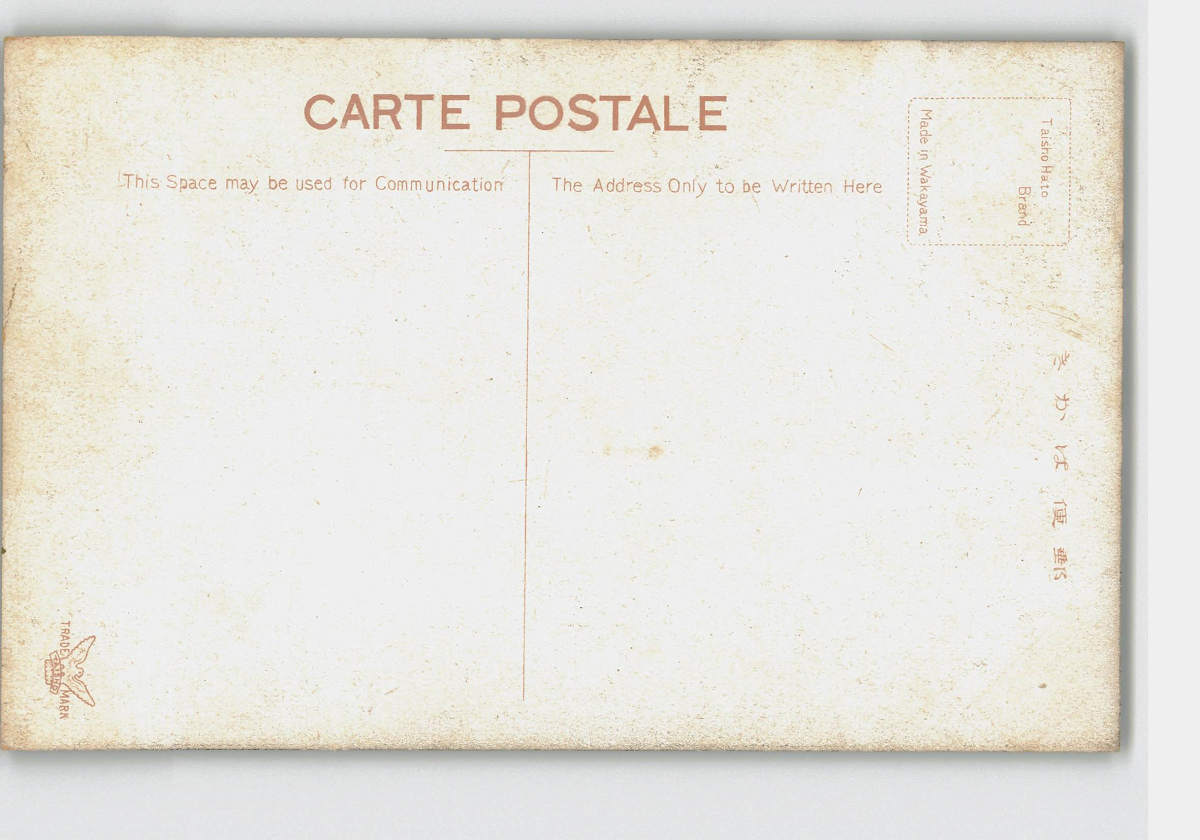 CARTE POSTALE
This Space may be used for Communication
The Address Only to be Written Here
Taisho Hato
Brand
Made in Wakayama
きかは便郵
TRADE MARK